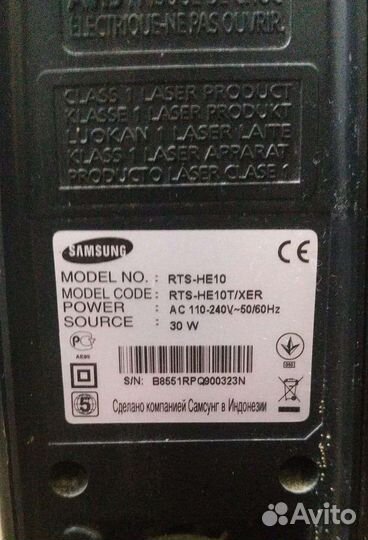 ELECTRIQUE-NE PAS OUVRIR.
CLASS 1 LASER PRODUCT
KLASSE 1 LASER PRODUKT
LUOKAN 1 LASER LAITE
KLASS 1 LASER APPARAT
PRODUCTO LASER CLASE 1
SAMSUNG
CE
MODEL NO. : RTS-HE10
MODEL CODE : RTS-HE10T/XER
POWER : AC 110-240V~50/60Hz
SOURCE : 30 W
S/N: B8551RPQ900323N
5
Сделано компанией Самсунг в Индонезии
Avito